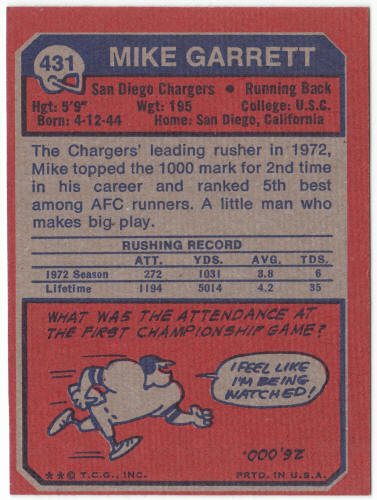 431
MIKE GARRETT
San Diego Chargers • Running Back
Hgt: 5'9" Wgt: 195 College: U.S.C.
Born: 4-12-44 Home: San Diego, California
The Chargers' leading rusher in 1972,
Mike topped the 1000 mark for 2nd time
in his career and ranked 5th best
among AFC runners. A little man who
makes big play.
RUSHING RECORD
ATT. YDS. AVG. TDS.
1972 Season 272 1031 3.8 6
Lifetime 1194 5014 4.2 35
WHAT WAS THE ATTENDANCE AT
THE FIRST CHAMPIONSHIP GAME?
I FEEL LIKE
I'M BEING
WATCHED!
26,000.
**© T.C.G., INC. PRTD. IN U.S.A.